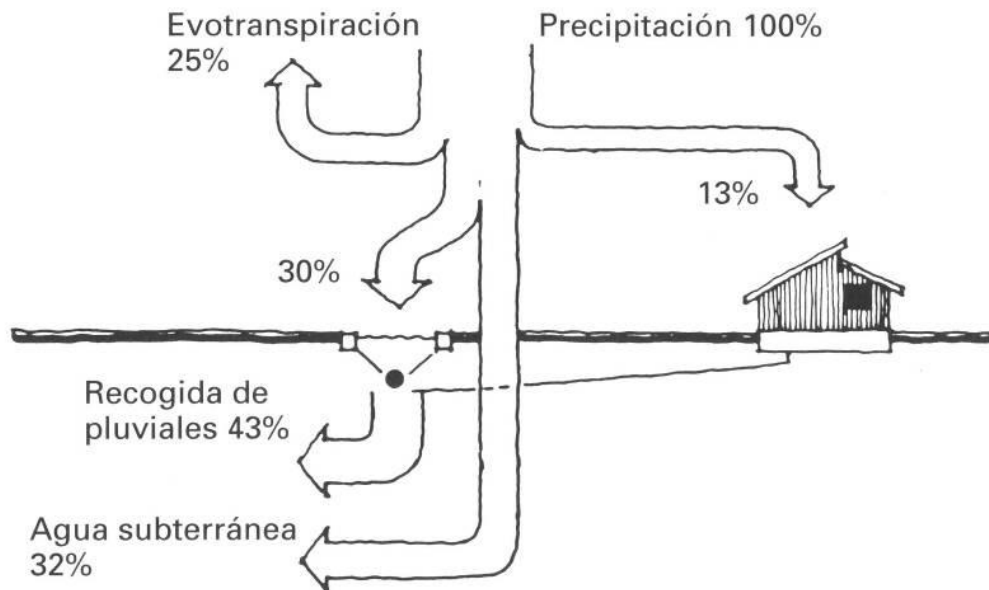 Evotranspiración
25%
Precipitación 100%
13%
30%
Recogida de
pluviales 43%
Agua subterránea
32%